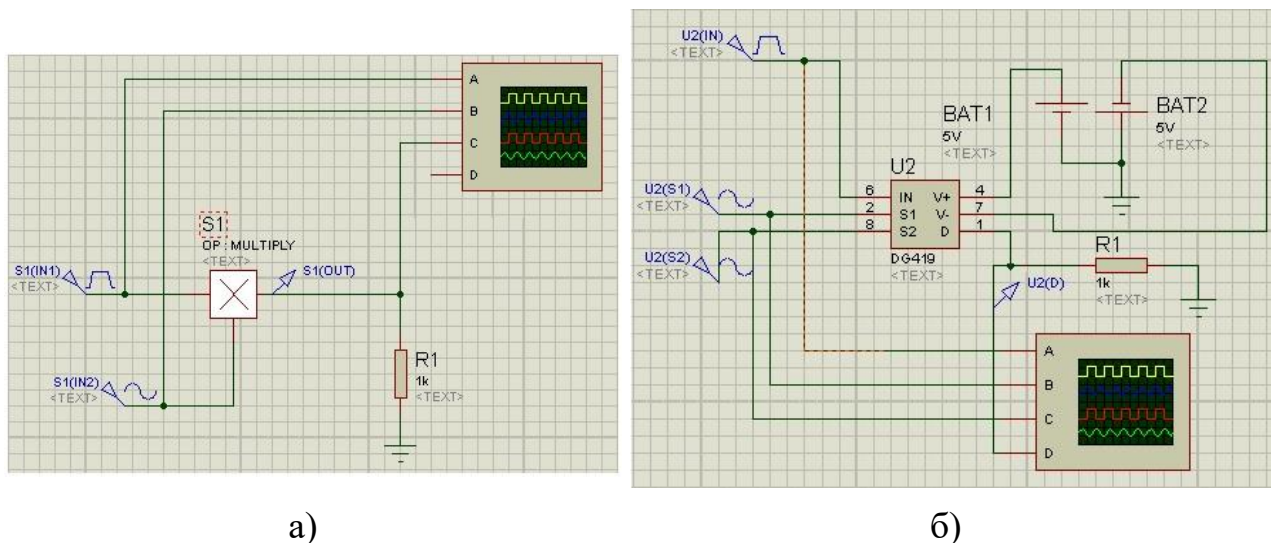 A
B
C
D
S1
OP : MULTIPLY
<TEXT>
S1(IN1)
<TEXT>
S1(OUT)
R1
1k
<TEXT>
S1(IN2)
<TEXT>
а)
U2(IN)
<TEXT>
BAT1
5V
<TEXT>
BAT2
5V
<TEXT>
U2
U2(S1)
<TEXT>
6 IN V+ 4
2 S1 V- 7
8 S2 D 1
DG419
<TEXT>
U2(S2)
<TEXT>
R1
1k
<TEXT>
U2(D)
A
B
C
D
б)